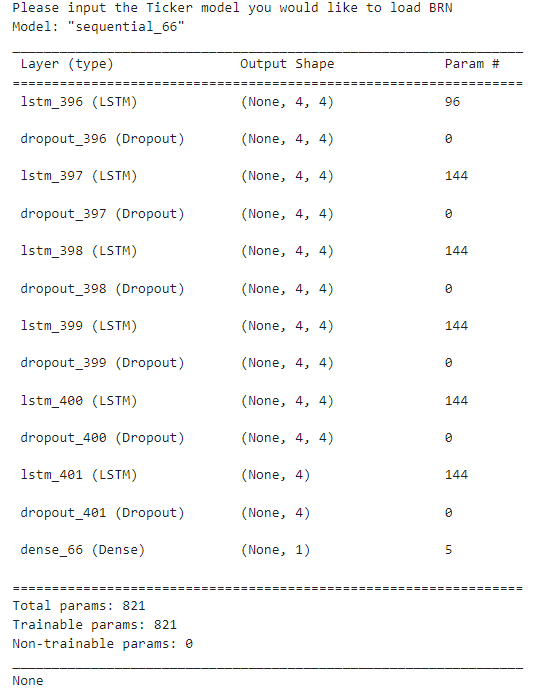 Please input the Ticker model you would like to load BRN
Model: "sequential_66"
_________________________________________________________________
Layer (type) Output Shape Param #
=================================================================
lstm_396 (LSTM) (None, 4, 4) 96
dropout_396 (Dropout) (None, 4, 4) 0
lstm_397 (LSTM) (None, 4, 4) 144
dropout_397 (Dropout) (None, 4, 4) 0
lstm_398 (LSTM) (None, 4, 4) 144
dropout_398 (Dropout) (None, 4, 4) 0
lstm_399 (LSTM) (None, 4, 4) 144
dropout_399 (Dropout) (None, 4, 4) 0
lstm_400 (LSTM) (None, 4, 4) 144
dropout_400 (Dropout) (None, 4, 4) 0
lstm_401 (LSTM) (None, 4) 144
dropout_401 (Dropout) (None, 4) 0
dense_66 (Dense) (None, 1) 5
=================================================================
Total params: 821
Trainable params: 821
Non-trainable params: 0
_________________________________________________________________
None